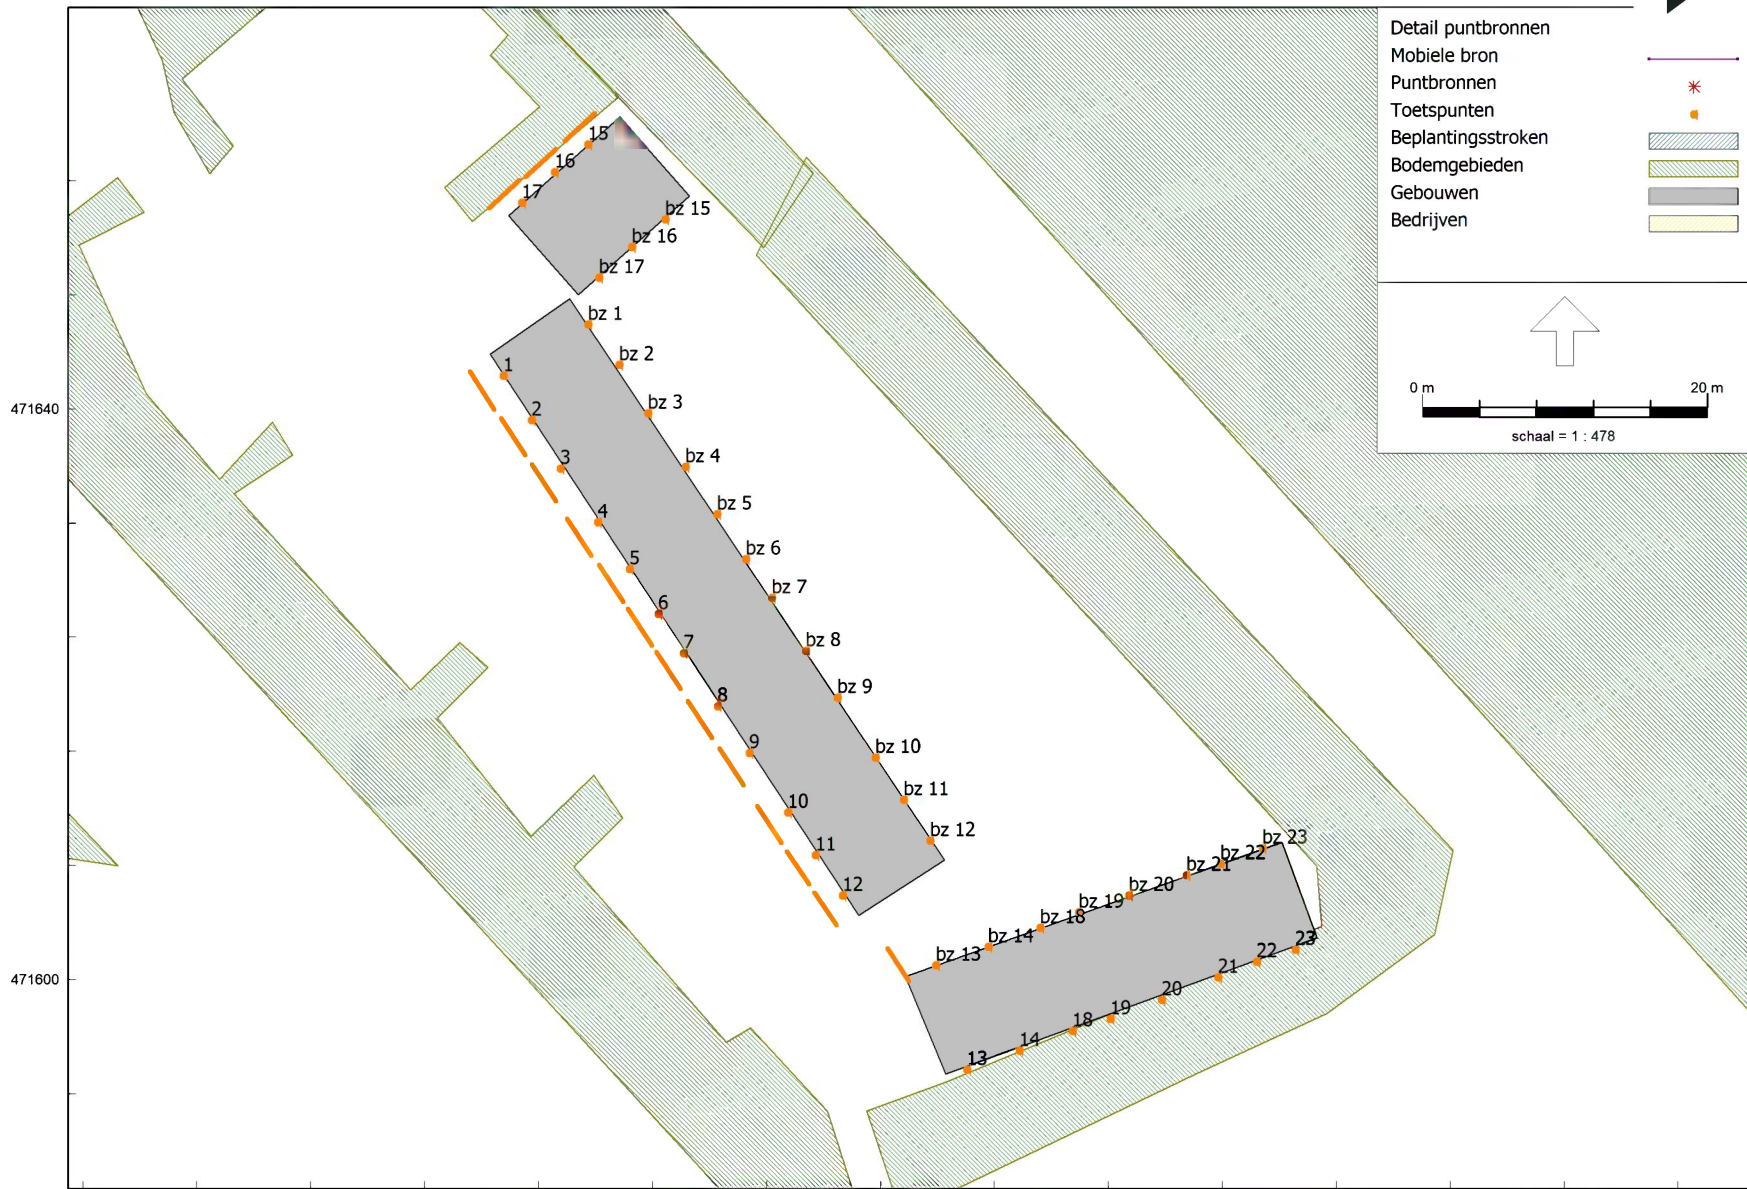 Detail puntbronnen
Mobiele bron
Puntbronnen
Toetspunten
Beplantingsstroken
Bodemgebieden
Gebouwen
Bedrijven
0 m 20 m
schaal = 1 : 478
15
16
17
bz 15
bz 16
bz 17
bz 1
1
bz 2
2
bz 3
471640
3
bz 4
4
bz 5
5
bz 6
6
bz 7
7
bz 8
8
bz 9
9
bz 10
10
bz 11
11
bz 12
12
bz 23
bz 22
bz 21
bz 20
bz 19
bz 18
bz 14
bz 13
471600
23
22
21
20
19
18
14
13